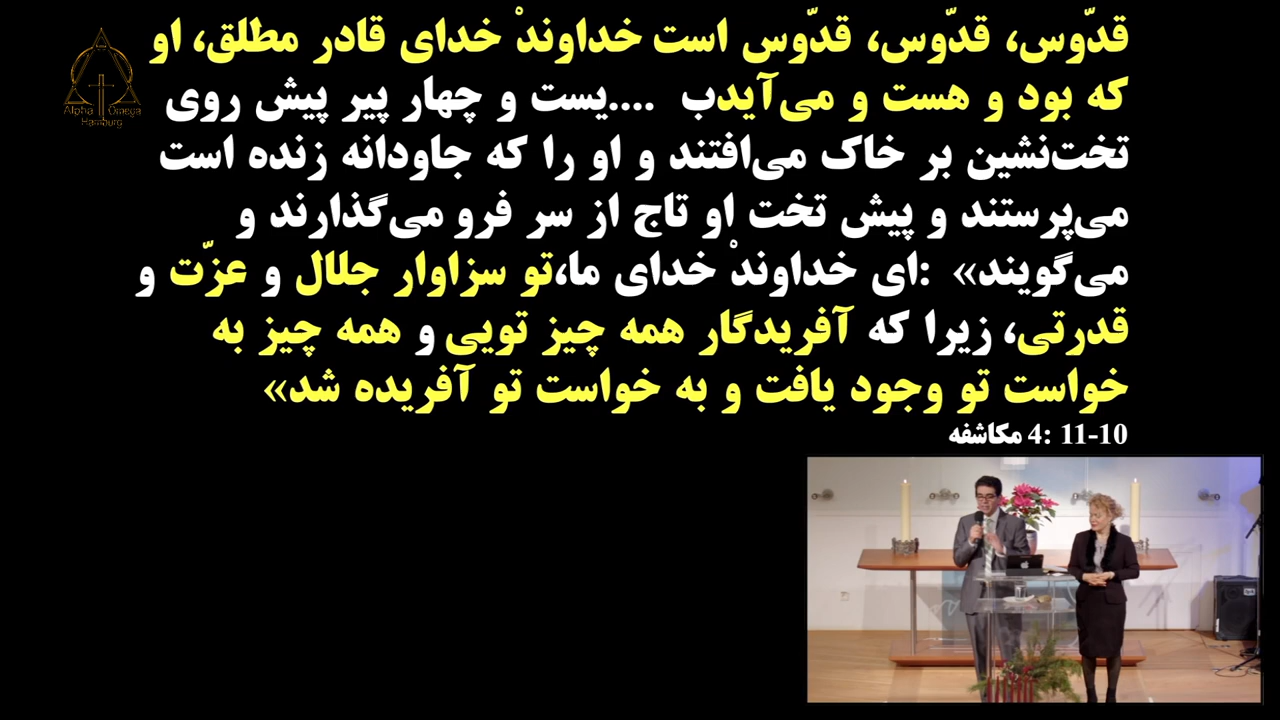 Alpha Omega
Hamburg
قدّوس، قدّوس، قدّوس است خداوندْ خدای قادر مطلق، او
که بود و هست و می‌آیدب ....یست و چهار پیر پیش روی
تخت‌نشین بر خاک می‌افتند و او را که جاودانه زنده است
می‌پرستند و پیش تخت او تاج از سر فرو می‌گذارند و
می‌گویند» :ای خداوندْ خدای ما،تو سزاوار جلال و عزّت و
قدرتی، زیرا که آفریدگار همه چیز تویی و همه چیز به
خواست تو وجود یافت و به خواست تو آفریده شد»
مکاشفه 4: 11-10